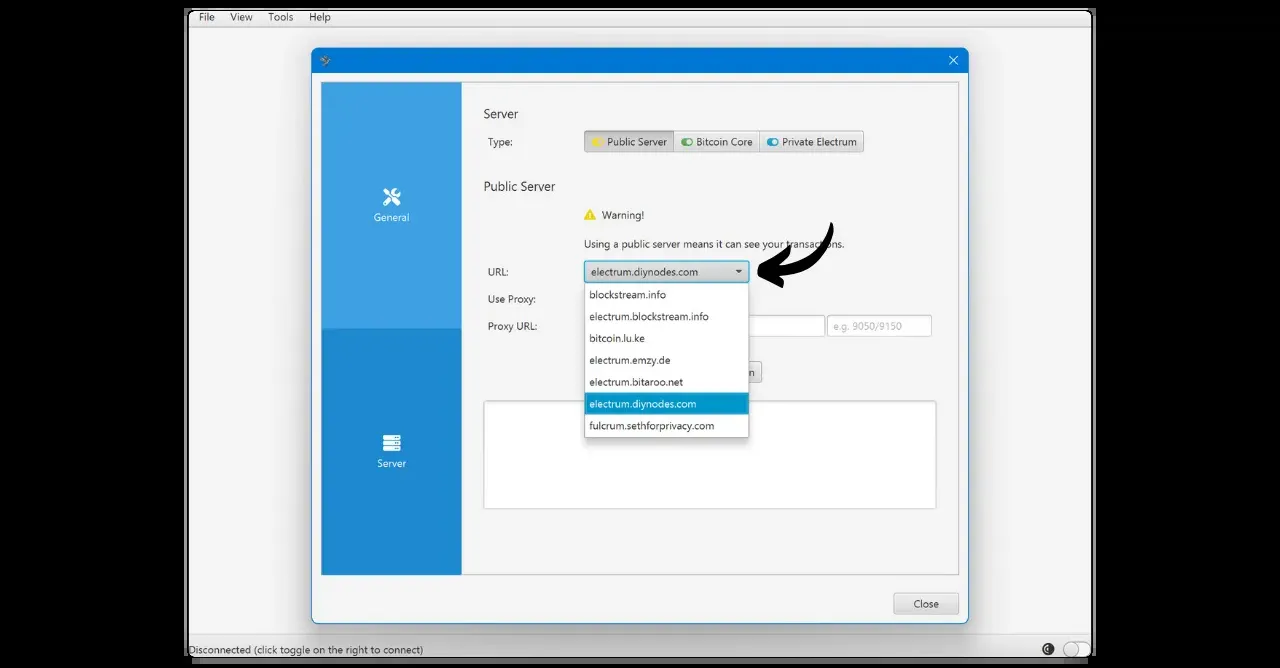 File View Tools Help
Server
Type: Public Server Bitcoin Core Private Electrum
Public Server
Warning!
Using a public server means it can see your transactions.
URL: electrum.diynodes.com
blockstream.info
Use Proxy:
electrum.blockstream.info
Proxy URL: e.g. 9050/9150
bitcoin.lu.ke
electrum.emzy.de
electrum.bitaroo.net
electrum.diynodes.com
fulcrum.sethforprivacy.com
General
Server
Close
Disconnected (click toggle on the right to connect)